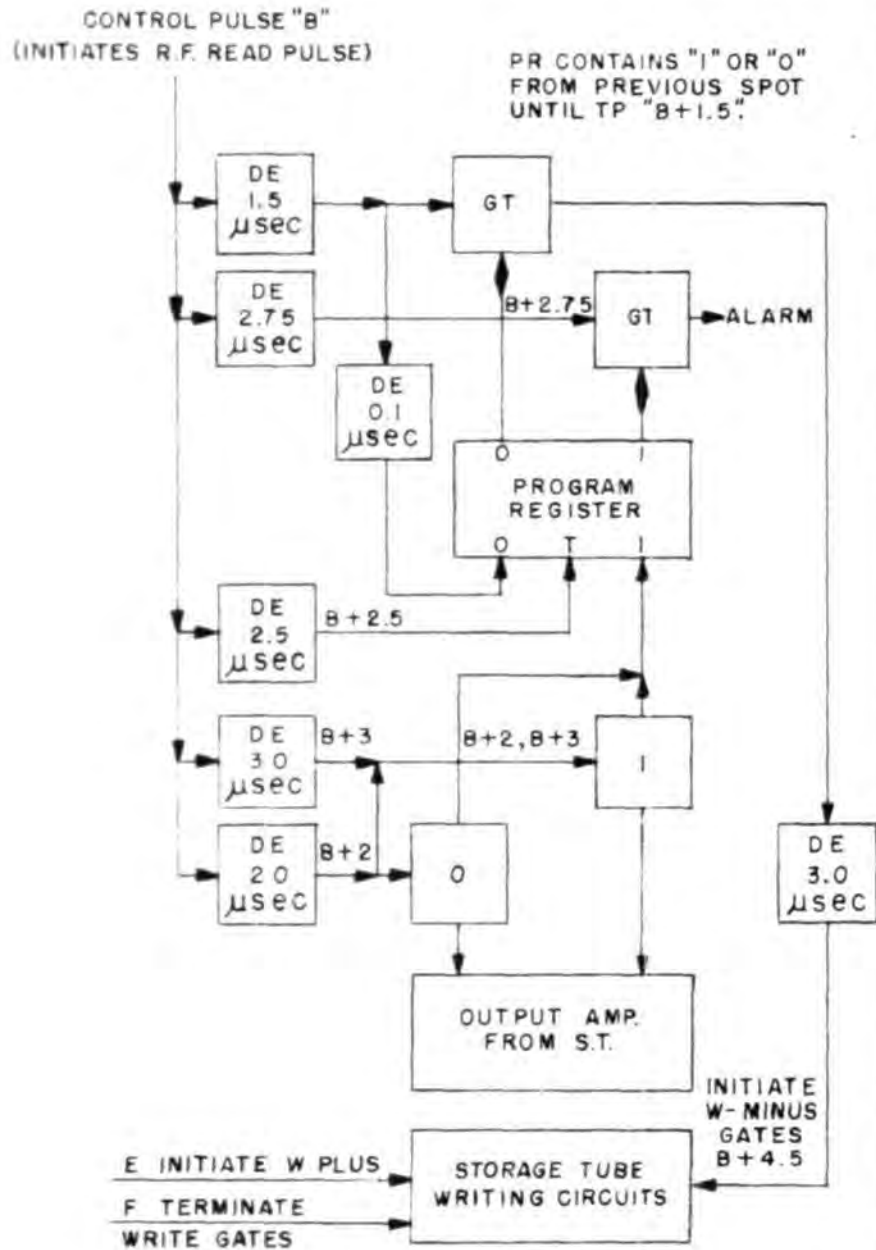 CONTROL PULSE "B"
(INITIATES R.F. READ PULSE)
PR CONTAINS "1" OR "0"
FROM PREVIOUS SPOT
UNTIL TP "B+1.5".
DE
1.5
μsec
GT
DE
2.75
μsec
B+2.75
GT
ALARM
DE
0.1
μsec
0 1
PROGRAM
REGISTER
0 T 1
DE
2.5
μsec
B+2.5
DE
3.0
μsec
B+3
B+2, B+3
1
DE
2.0
μsec
B+2
0
DE
3.0
μsec
OUTPUT AMP.
FROM S.T.
INITIATE
W-MINUS
GATES
B+4.5
E INITIATE W PLUS
F TERMINATE
WRITE GATES
STORAGE TUBE
WRITING CIRCUITS